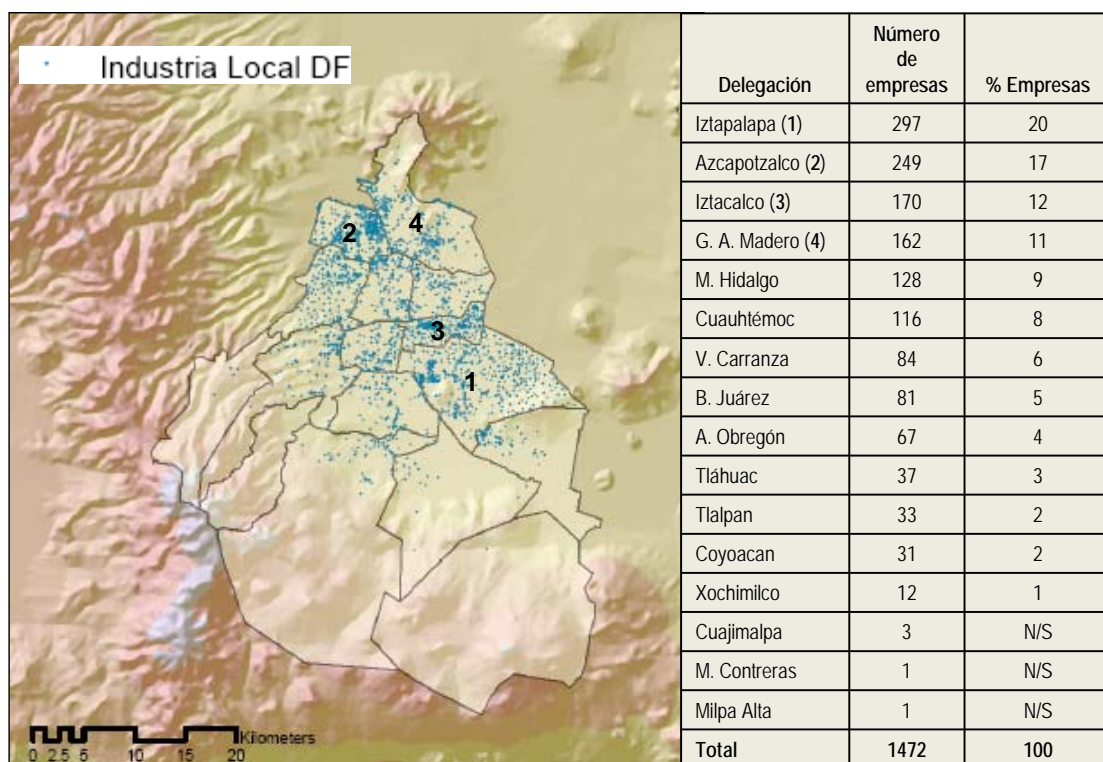 Industria Local DF
2
4
3
1
Kilometers
0 2.5 5 10 15 20
Delegación Número de empresas % Empresas
Iztapalapa (1) 297 20
Azcapotzalco (2) 249 17
Iztacalco (3) 170 12
G. A. Madero (4) 162 11
M. Hidalgo 128 9
Cuauhtémoc 116 8
V. Carranza 84 6
B. Juárez 81 5
A. Obregón 67 4
Tláhuac 37 3
Tlalpan 33 2
Coyoacan 31 2
Xochimilco 12 1
Cuajimalpa 3 N/S
M. Contreras 1 N/S
Milpa Alta 1 N/S
Total 1472 100